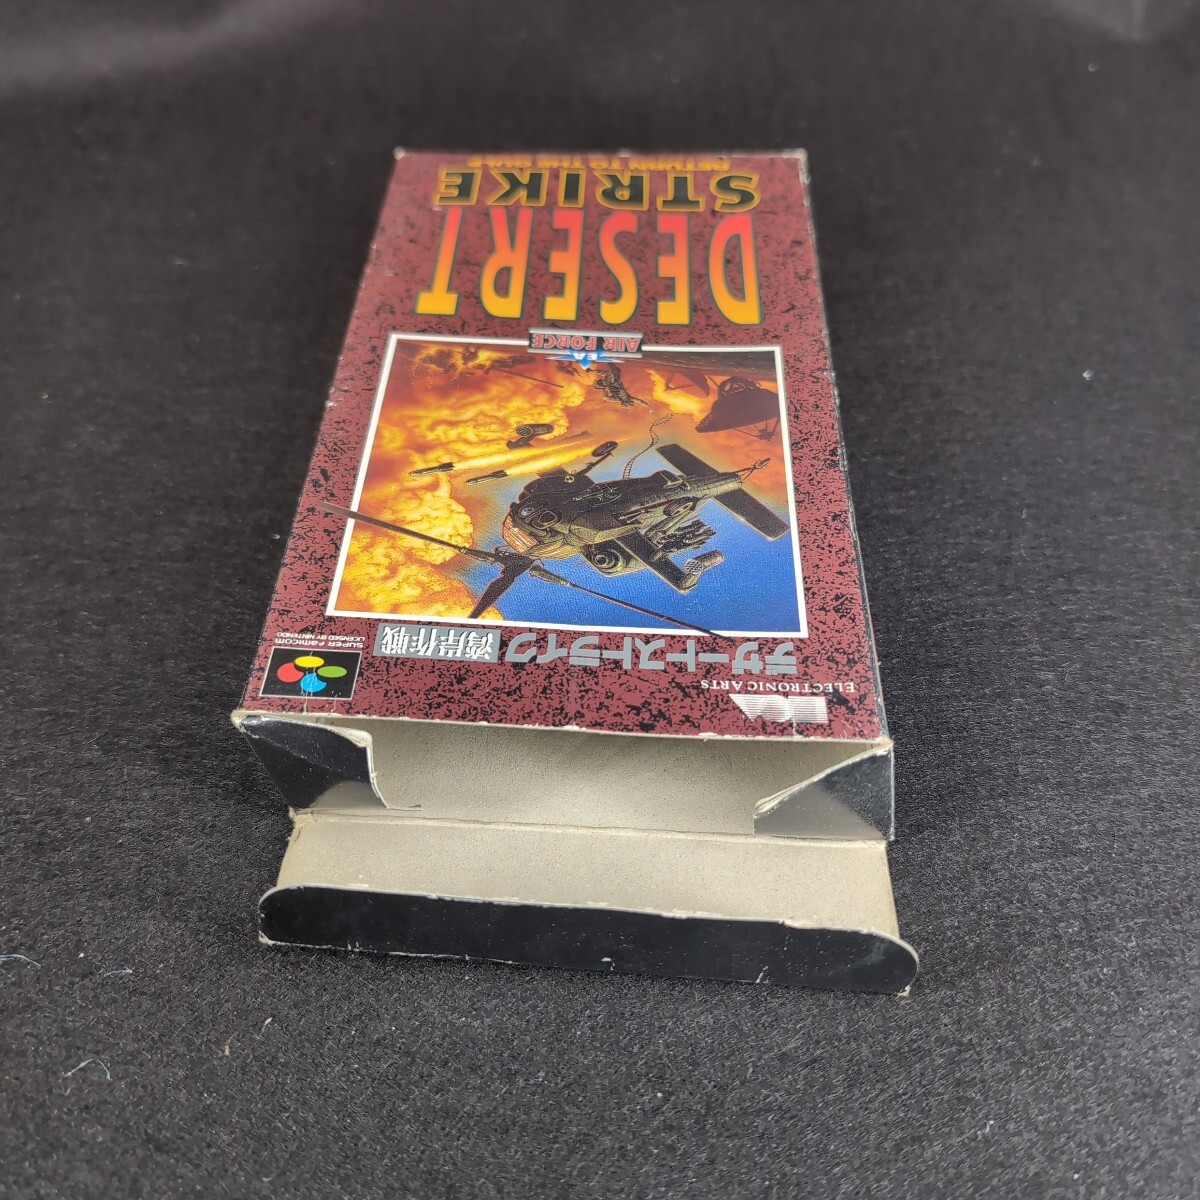 RETURN TO THE GULF
STRIKE
DESERT
AIR FORCE
EA
デザートストライク 湾岸作戦
SUPER FAMICOM
LICENSED BY NINTENDO
ELECTRONIC ARTS